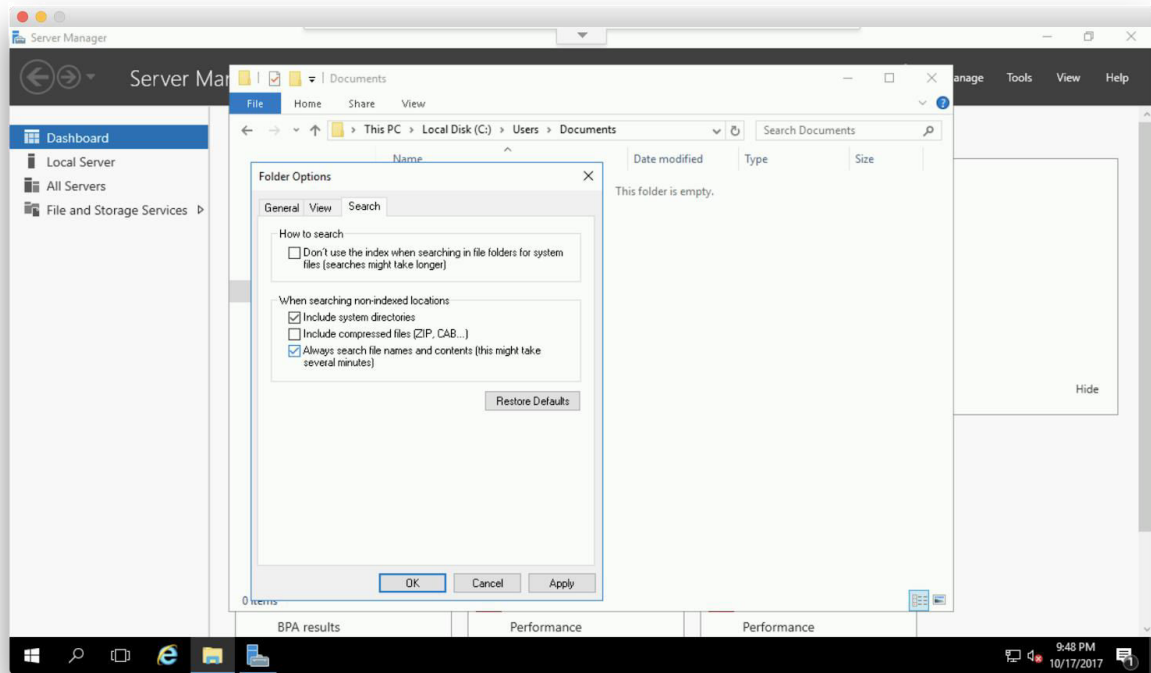 Server Manager
Server Mar
anage Tools View Help
Documents
File Home Share View
This PC > Local Disk (C:) > Users > Documents
Search Documents
Name Date modified Type Size
This folder is empty.
Dashboard
Local Server
All Servers
File and Storage Services
Folder Options
General View Search
How to search
Don't use the index when searching in file folders for system
files (searches might take longer)
When searching non-indexed locations
Include system directories
Include compressed files (ZIP, CAB...)
Always search file names and contents (this might take
several minutes)
Restore Defaults
Hide
OK Cancel Apply
0 items
BPA results Performance Performance
9:48 PM
10/17/2017
1